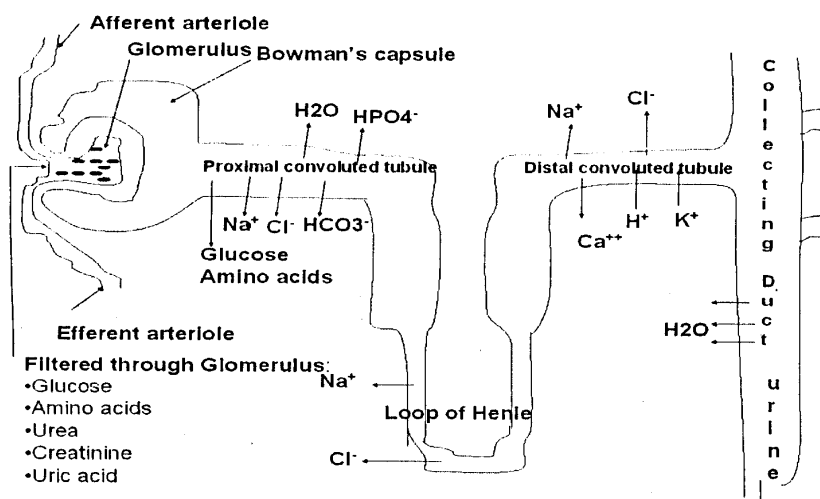 Afferent arteriole
Glomerulus
Bowman's capsule
H2O
HPO4-
Proximal convoluted tubule
Na+
Cl-
HCO3-
Glucose
Amino acids
Efferent arteriole
Filtered through Glomerulus:
•Glucose
•Amino acids
•Urea
•Creatinine
•Uric acid
Na+
Loop of Henle
Cl-
Na+
Cl-
Distal convoluted tubule
Ca++
H+
K+
H2O
Collecting Duct
urine